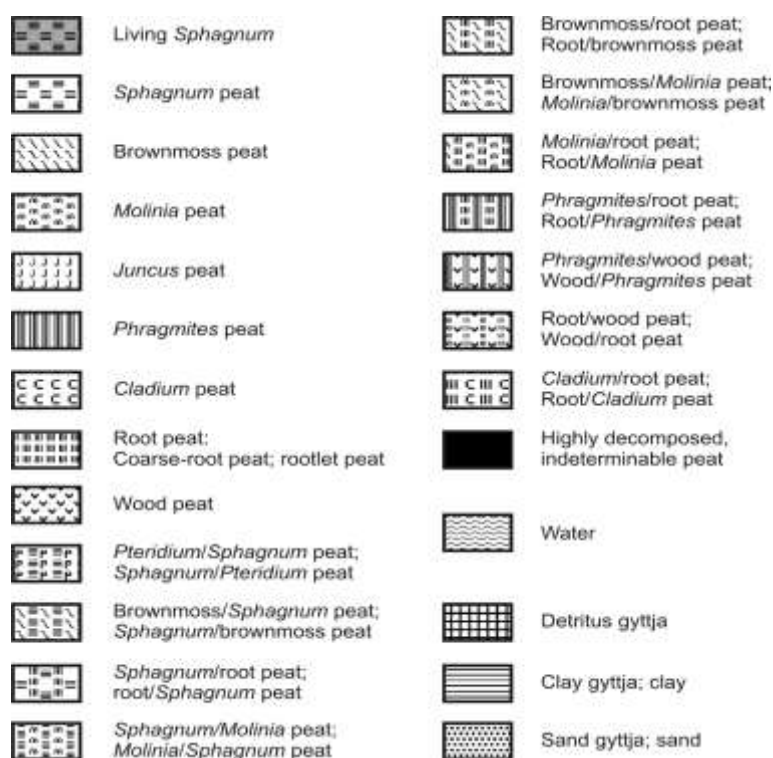 Living Sphagnum
Sphagnum peat
Brownmoss peat
Molinia peat
Juncus peat
Phragmites peat
Cladium peat
Root peat:
Coarse-root peat; rootlet peat
Wood peat
Pteridium/Sphagnum peat;
Sphagnum/Pteridium peat
Brownmoss/Sphagnum peat;
Sphagnum/brownmoss peat
Sphagnum/root peat;
root/Sphagnum peat
Sphagnum/Molinia peat;
Molinia/Sphagnum peat
Brownmoss/root peat;
Root/brownmoss peat
Brownmoss/Molinia peat;
Molinia/brownmoss peat
Molinia/root peat;
Root/Molinia peat
Phragmites/root peat;
Root/Phragmites peat
Phragmites/wood peat;
Wood/Phragmites peat
Root/wood peat;
Wood/root peat
Cladium/root peat;
Root/Cladium peat
Highly decomposed,
indeterminable peat
Water
Detritus gyttja
Clay gyttja; clay
Sand gyttja; sand